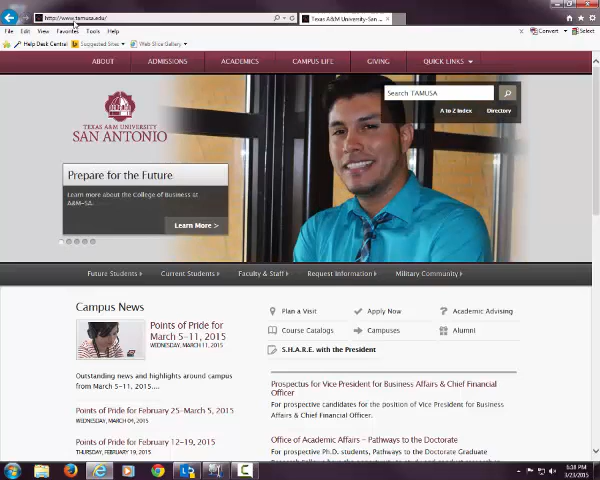 http://www.tamusa.edu/
Texas A&M University-San ...
File Edit View Favorites Tools Help
Convert Select
Help Desk Central Suggested Sites Web Slice Gallery
ABOUT ADMISSIONS ACADEMICS CAMPUS LIFE GIVING QUICK LINKS
Search TAMUSA
A to Z Index Directory
TEXAS A&M UNIVERSITY
SAN ANTONIO
Prepare for the Future
Learn more about the College of Business at
A&M-SA.
Learn More >
Future Students Current Students Faculty & Staff Request Information Military Community
Campus News
Points of Pride for
March 5-11, 2015
WEDNESDAY, MARCH 11, 2015
Outstanding news and highlights around campus
from March 5-11, 2015....
Points of Pride for February 25-March 5, 2015
WEDNESDAY, MARCH 04, 2015
Points of Pride for February 12-19, 2015
THURSDAY, FEBRUARY 19, 2015
Plan a Visit Apply Now Academic Advising
Course Catalogs Campuses Alumni
S.H.A.R.E. with the President
Prospectus for Vice President for Business Affairs & Chief Financial
Officer
For prospective candidates for the position of Vice President for Business
Affairs & Chief Financial Officer.
Office of Academic Affairs - Pathways to the Doctorate
For prospective Ph.D. students, Pathways to the Doctorate Graduate
5:08 PM
3/23/2015